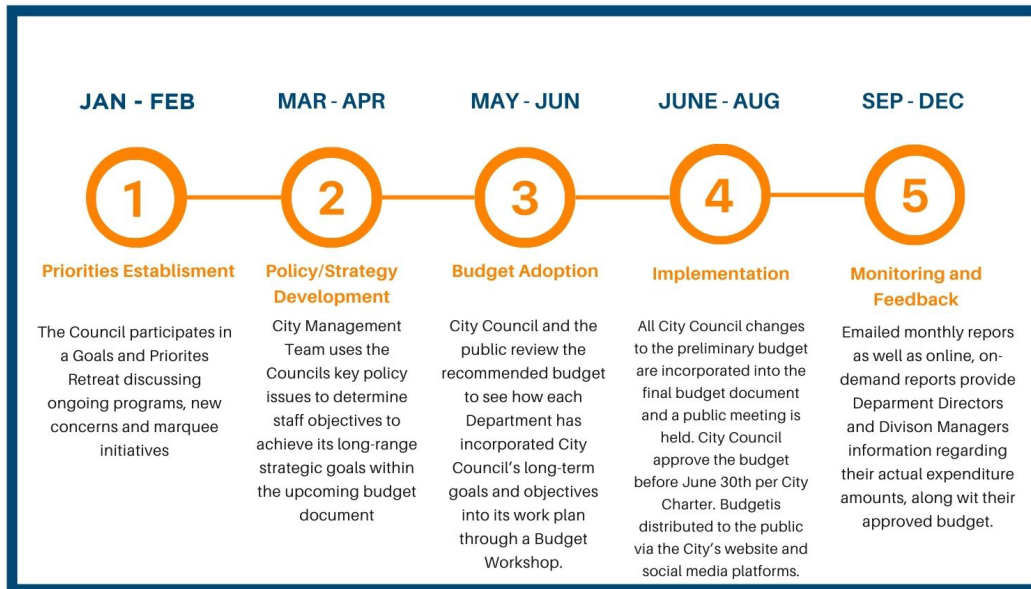 JAN - FEB
MAR - APR
MAY - JUN
JUNE - AUG
SEP - DEC
1
2
3
4
5
Priorities Establisment
The Council participates in
a Goals and Priorites
Retreat discussing
ongoing programs, new
concerns and marquee
initiatives
Policy/Strategy
Development
City Management
Team uses the
Councils key policy
issues to determine
staff objectives to
achieve its long-range
strategic goals within
the upcoming budget
document
Budget Adoption
City Council and the
public review the
recommended budget
to see how each
Department has
incorporated City
Council's long-term
goals and objectives
into its work plan
through a Budget
Workshop.
Implementation
All City Council changes
to the preliminary budget
are incorporated into the
final budget document
and a public meeting is
held. City Council
approve the budget
before June 30th per City
Charter. Budgetis
distributed to the public
via the City's website and
social media platforms.
Monitoring and
Feedback
Emailed monthly repors
as well as online, on-
demand reports provide
Deparment Directors
and Divison Managers
information regarding
their actual expenditure
amounts, along wit their
approved budget.